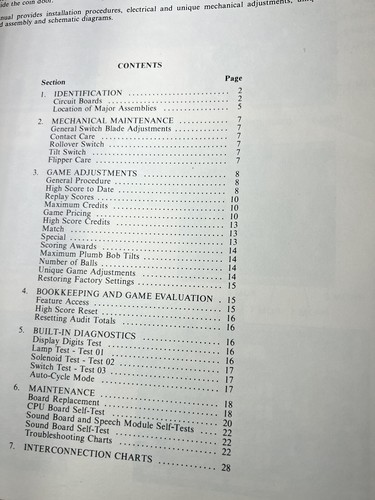 ide the coin door.
nual provides installation procedures, electrical and unique mechanical adjustments,
d assembly and schematic diagrams.
CONTENTS
Section Page
1. IDENTIFICATION 2
Circuit Boards 2
Location of Major Assemblies 5
2. MECHANICAL MAINTENANCE 7
General Switch Blade Adjustments 7
Contact Care 7
Rollover Switch 7
Tilt Switch 7
Flipper Care 7
3. GAME ADJUSTMENTS 8
General Procedure 8
High Score to Date 8
Replay Scores 10
Maximum Credits 10
Game Pricing 10
High Score Credits 13
Match 13
Special 13
Scoring Awards 14
Maximum Plumb Bob Tilts 14
Number of Balls 14
Unique Game Adjustments 14
Restoring Factory Settings 15
4. BOOKKEEPING AND GAME EVALUATION . 15
Feature Access 15
High Score Reset 16
Resetting Audit Totals 16
5. BUILT-IN DIAGNOSTICS 16
Display Digits Test 16
Lamp Test - Test 01 16
Solenoid Test - Test 02 17
Switch Test - Test 03 17
Auto-Cycle Mode 17
6. MAINTENANCE 18
Board Replacement 18
CPU Board Self-Test 20
Sound Board and Speech Module Self-Tests 22
Sound Board Self-Test 22
Troubleshooting Charts 22
7. INTERCONNECTION CHARTS 28